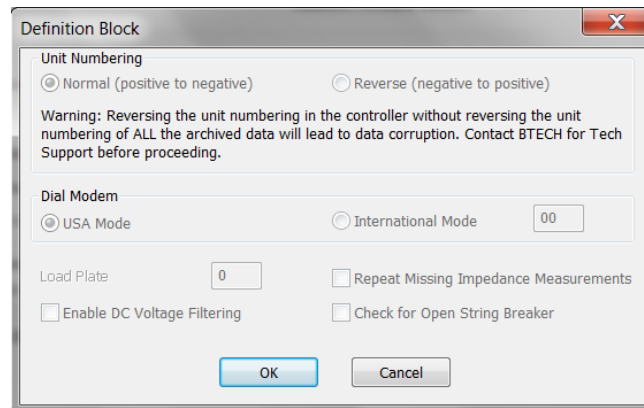 Definition Block
X
Unit Numbering
Normal (positive to negative)
Reverse (negative to positive)
Warning: Reversing the unit numbering in the controller without reversing the unit
numbering of ALL the archived data will lead to data corruption. Contact BTECH for Tech
Support before proceeding.
Dial Modem
USA Mode
International Mode
00
Load Plate
0
Repeat Missing Impedance Measurements
Enable DC Voltage Filtering
Check for Open String Breaker
OK
Cancel